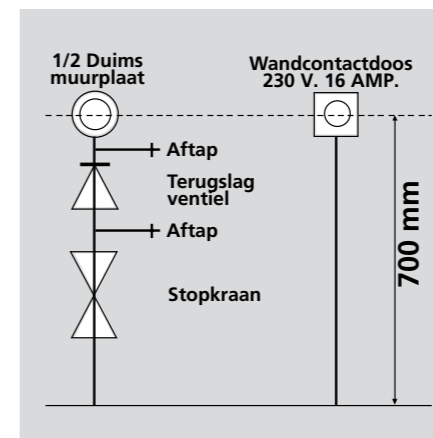 1/2 Duims
muurplaat
Wandcontactdoos
230 V. 16 AMP.
Aftap
Terugslag
ventiel
Aftap
Stopkraan
700 mm